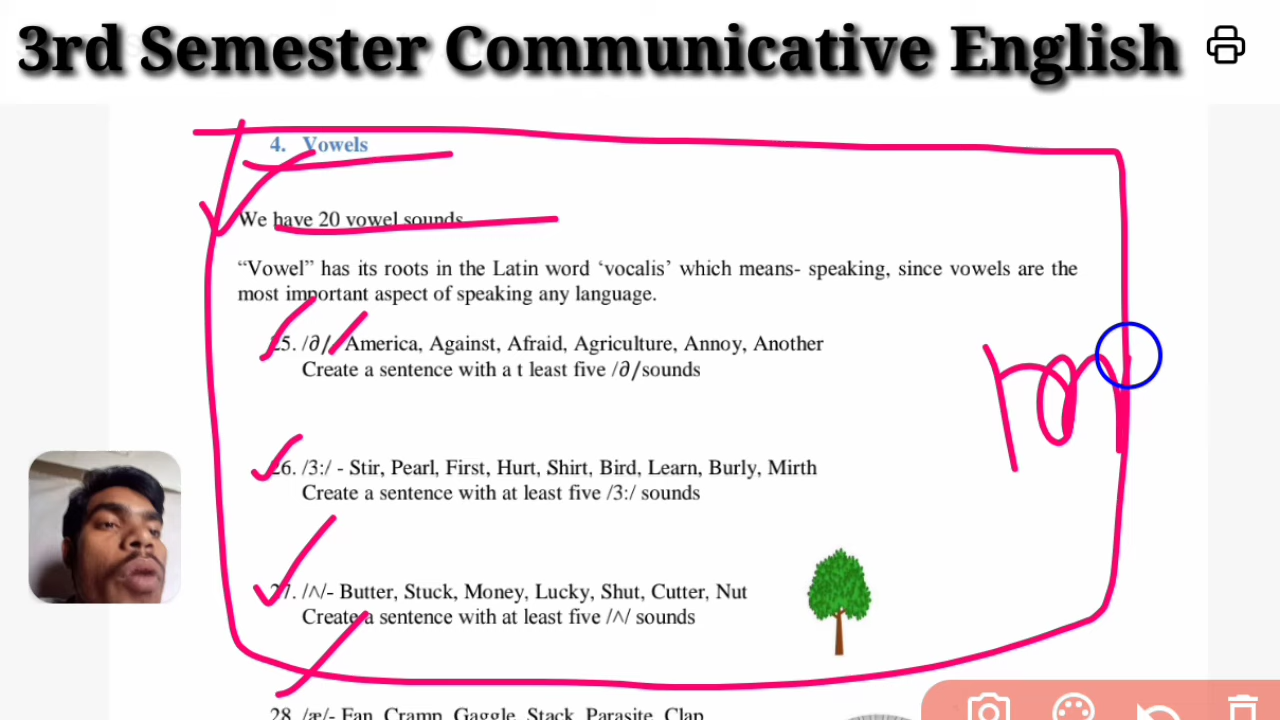 3rd Semester Communicative English
4. Vowels
We have 20 vowel sounds
“Vowel” has its roots in the Latin word ‘vocalis’ which means- speaking, since vowels are the
most important aspect of speaking any language.
25. /∂/- America, Against, Afraid, Agriculture, Annoy, Another
Create a sentence with a t least five /∂/sounds
26. /3:/ - Stir, Pearl, First, Hurt, Shirt, Bird, Learn, Burly, Mirth
Create a sentence with at least five /3:/ sounds
27. /^/- Butter, Stuck, Money, Lucky, Shut, Cutter, Nut
Create a sentence with at least five /^/ sounds
28. /æ/- Fan, Cramp, Gaggle, Stack, Parasite, Clap